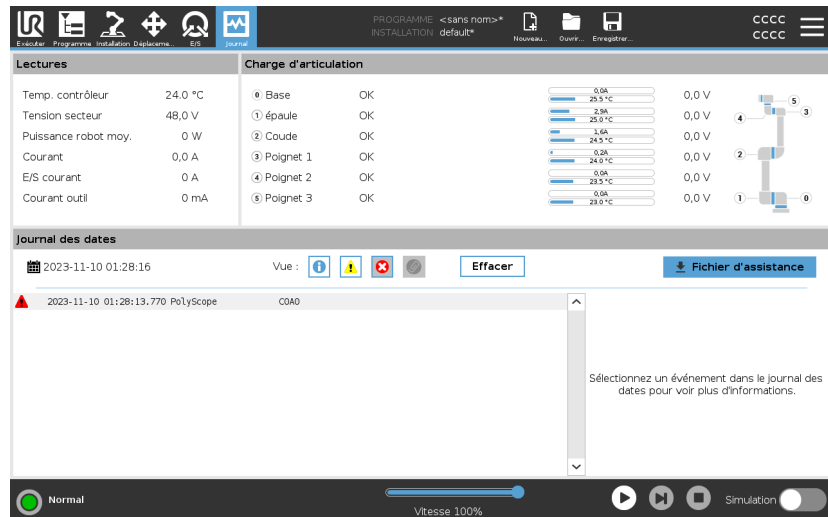 PROGRAMME <sans nom>*
INSTALLATION default*
cccc
cccc
Exécuter Programme Installation Déplaceme... E/S Journal Nouveau... Ouvrir... Enregistrer...
Lectures
Charge d'articulation
Temp. contrôleur 24.0 °C
Tension secteur 48,0 V
Puissance robot moy. 0 W
Courant 0,0 A
E/S courant 0 A
Courant outil 0 mA
0 Base OK 0,0A 25.5 °C 0,0 V
1 épaule OK 2,9A 25.0 °C 0,0 V
2 Coude OK 1,6A 24.5 °C 0,0 V
3 Poignet 1 OK 0,2A 24.0 °C 0,0 V
4 Poignet 2 OK 0,0A 23.5 °C 0,0 V
5 Poignet 3 OK 0,0A 23.0 °C 0,0 V
5
4 3
2
1 0
Journal des dates
2023-11-10 01:28:16 Vue : Effacer Fichier d'assistance
2023-11-10 01:28:13.770 PolyScope C0A0
Sélectionnez un événement dans le journal des
dates pour voir plus d'informations.
Normal
Vitesse 100%
Simulation